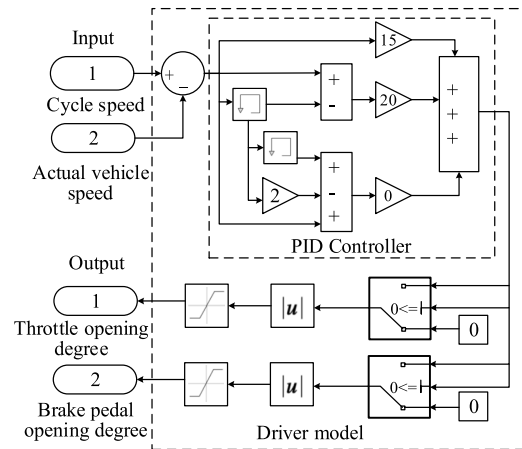 Input
1
Cycle speed
2
Actual vehicle
speed
+
−
15
+
-
20
+
+
+
2
+
-
+
0
PID Controller
Output
1
Throttle opening
degree
|u|
0<=
0
2
Brake pedal
opening degree
|u|
0<=
0
Driver model